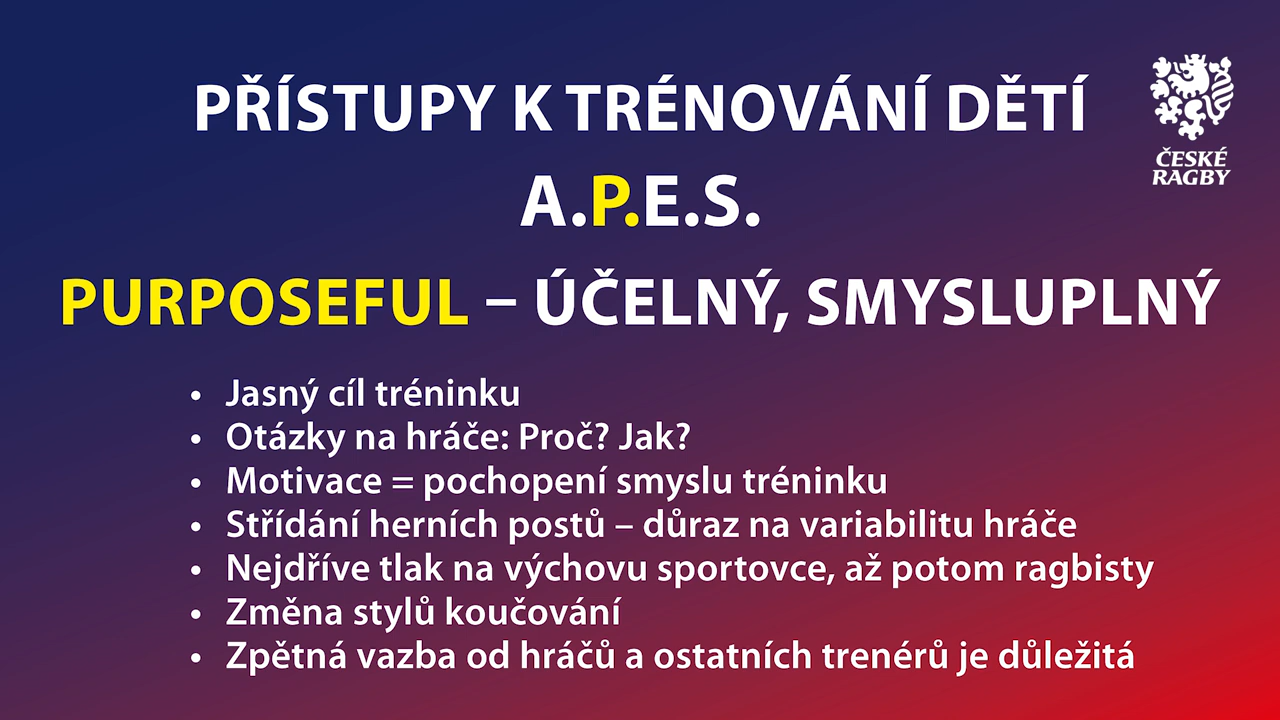 PŘÍSTUPY K TRÉNOVÁNÍ DĚTÍ
ČESKÉ
RAGBY
A.P.E.S.
PURPOSEFUL – ÚČELNÝ, SMYSLUPLNÝ
• Jasný cíl tréninku
• Otázky na hráče: Proč? Jak?
• Motivace = pochopení smyslu tréninku
• Střídání herních postů – důraz na variabilitu hráče
• Nejdříve tlak na výchovu sportovce, až potom ragbisty
• Změna stylů koučování
• Zpětná vazba od hráčů a ostatních trenérů je důležitá